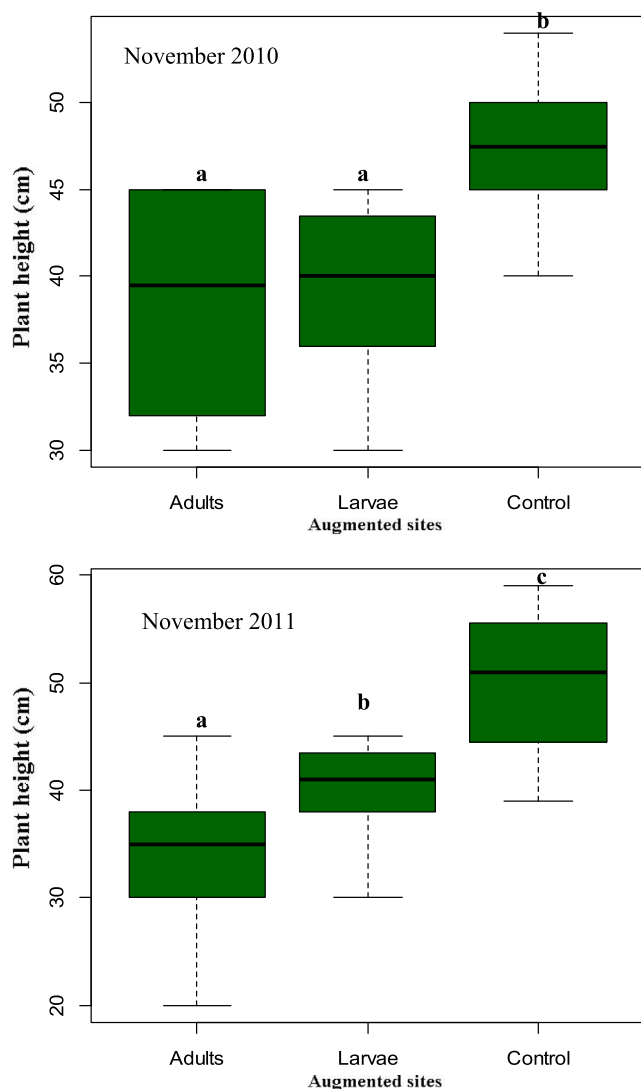 November 2010
b
50
a
a
45
40
35
30
Plant height (cm)
Adults Larvae Control
Augmented sites
60
c
November 2011
b
a
50
40
30
20
Plant height (cm)
Adults Larvae Control
Augmented sites